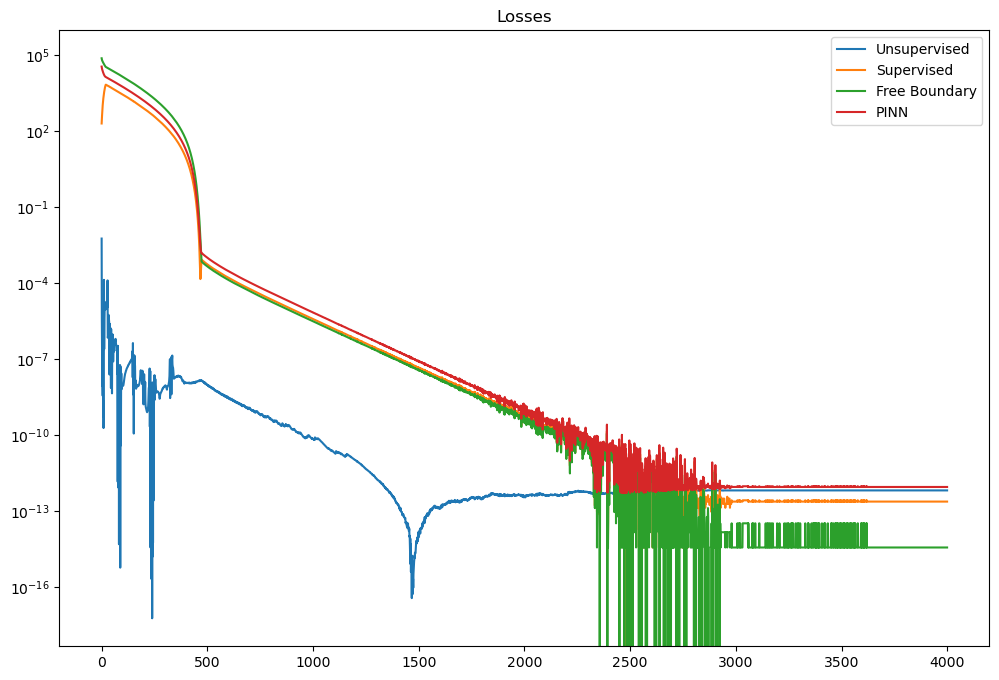 Losses
Unsupervised
Supervised
Free Boundary
PINN
10^5
10^2
10^-1
10^-4
10^-7
10^-10
10^-13
10^-16
0 500 1000 1500 2000 2500 3000 3500 4000